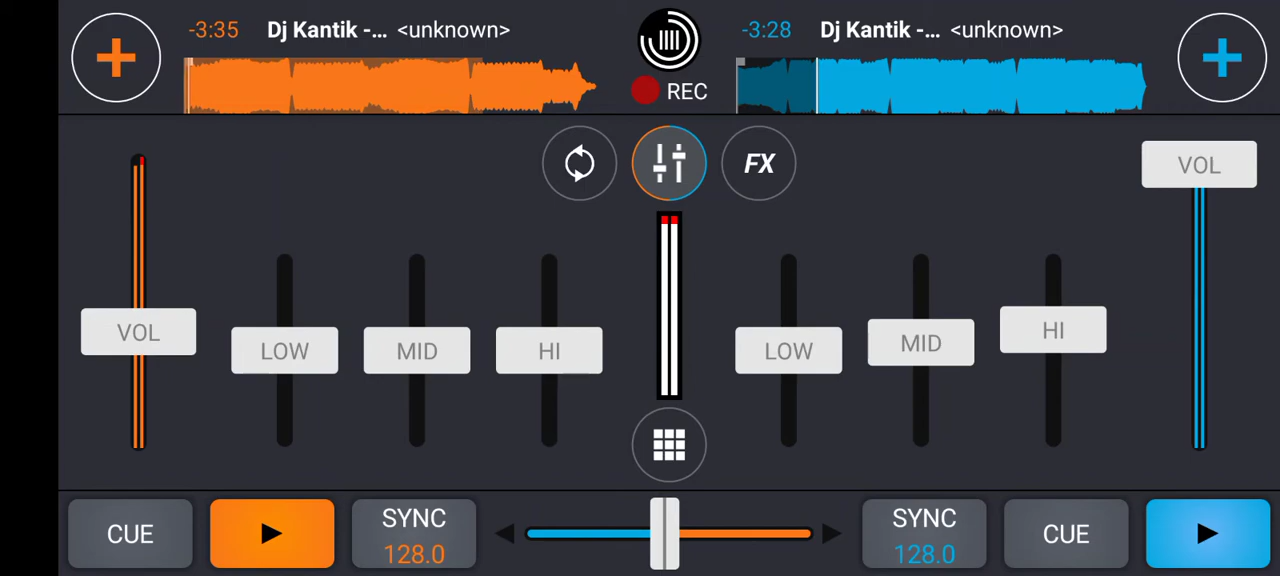 -3:35 Dj Kantik -... <unknown>
-3:28 Dj Kantik -... <unknown>
REC
FX
VOL
VOL
LOW
MID
HI
LOW
MID
HI
CUE
SYNC
128.0
SYNC
128.0
CUE